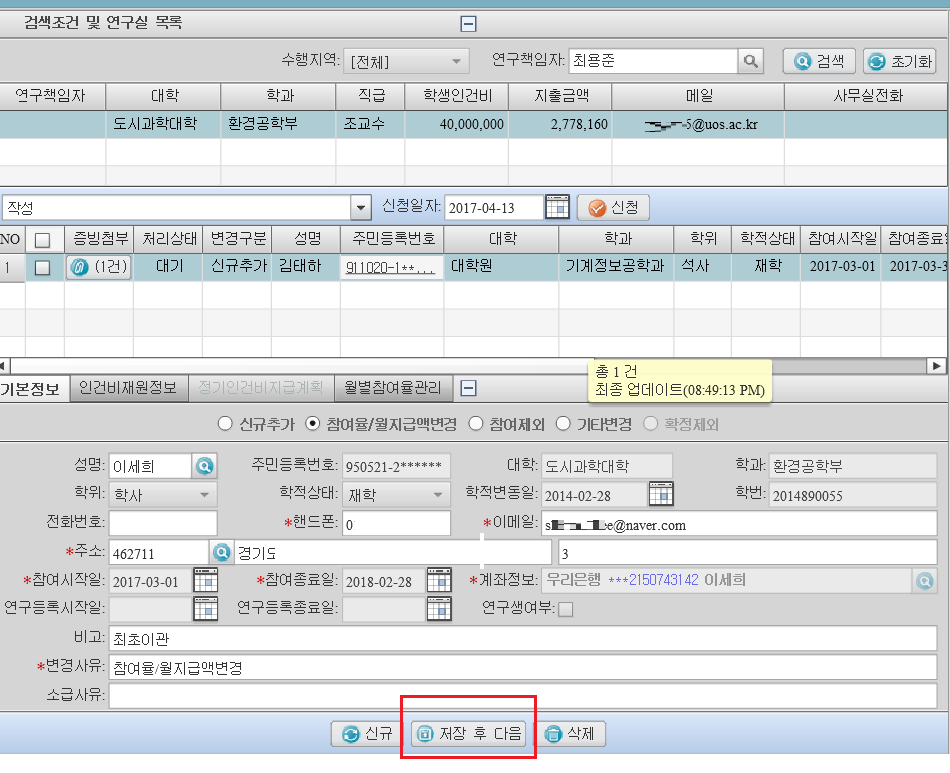 검색조건 및 연구실 목록
수행지역: [전체] 연구책임자: 최용준 검색 초기화
연구책임자 대학 학과 직급 학생인건비 지출금액 메일 사무실전화
도시과학대학 환경공학부 조교수 40,000,000 2,778,160 5@uos.ac.kr
작성 신청일자: 2017-04-13 신청
NO 증빙첨부 처리상태 변경구분 성명 주민등록번호 대학 학과 학위 학적상태 참여시작일 참여종료일
1 (1건) 대기 신규추가 김태하 911020-1**,... 대학원 기계정보공학과 석사 재학 2017-03-01 2017-03-3
총 1 건
최종 업데이트(08:49:13 PM)
기본정보 인건비재원정보 정기인건비지급계획 월별참여율관리
신규추가 참여율/월지급액변경 참여제외 기타변경 확정제외
성명: 이세희 주민등록번호: 950521-2****** 대학: 도시과학대학 학과: 환경공학부
학위: 학사 학적상태: 재학 학적변동일: 2014-02-28 학번: 2014890055
전화번호: *핸드폰: 0 *이메일: s e@naver.com
*주소: 462711 경기도 3
*참여시작일: 2017-03-01 *참여종료일: 2018-02-28 *계좌정보: 우리은행 ***2150743142 이세희
연구등록시작일: 연구등록종료일: 연구생여부:
비고: 최초이관
*변경사유: 참여율/월지급액변경
소급사유:
신규 저장 후 다음 삭제